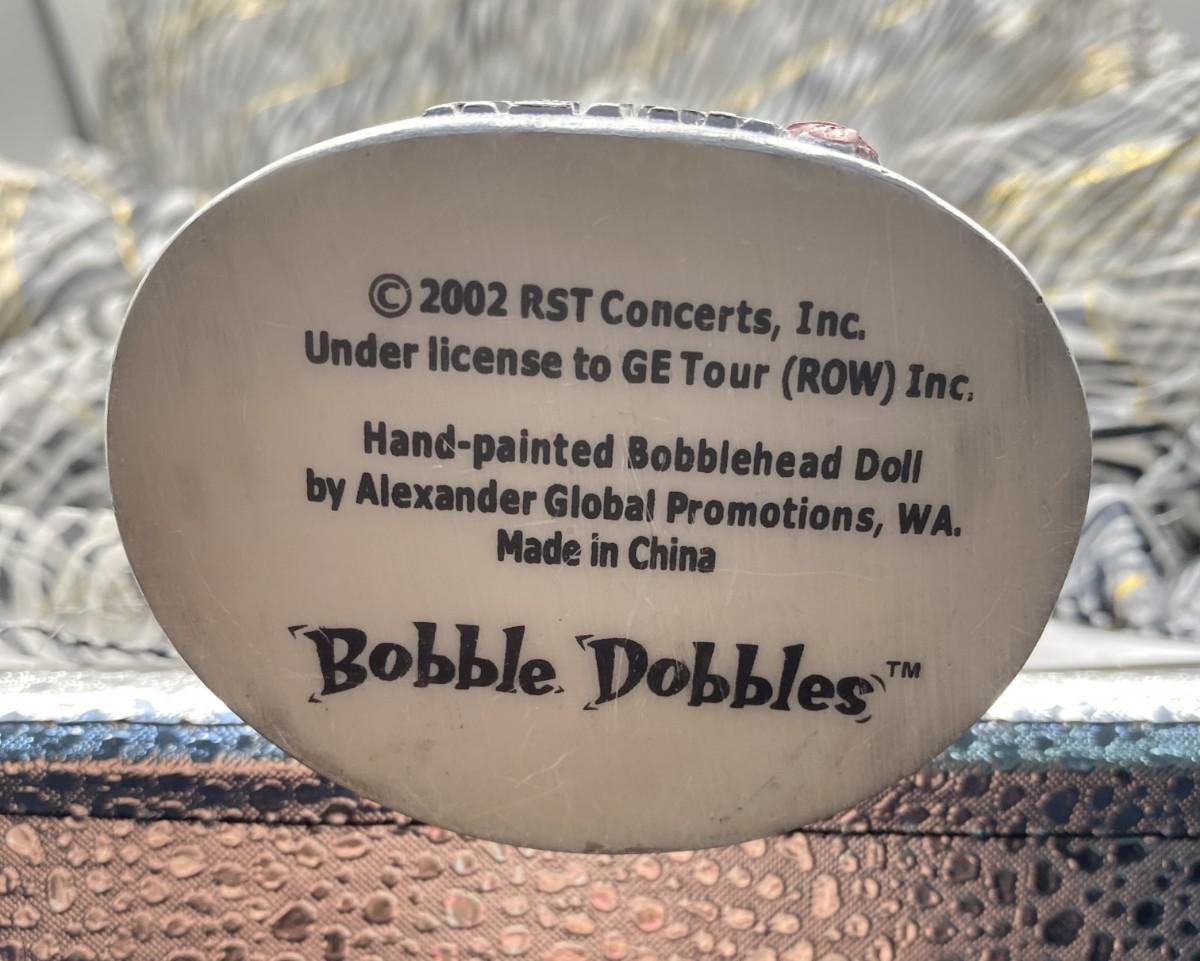 © 2002 RST Concerts, Inc.
Under license to GE Tour (ROW) Inc.
Hand-painted Bobblehead Doll
by Alexander Global Promotions, WA.
Made in China
Bobble Dobbles™